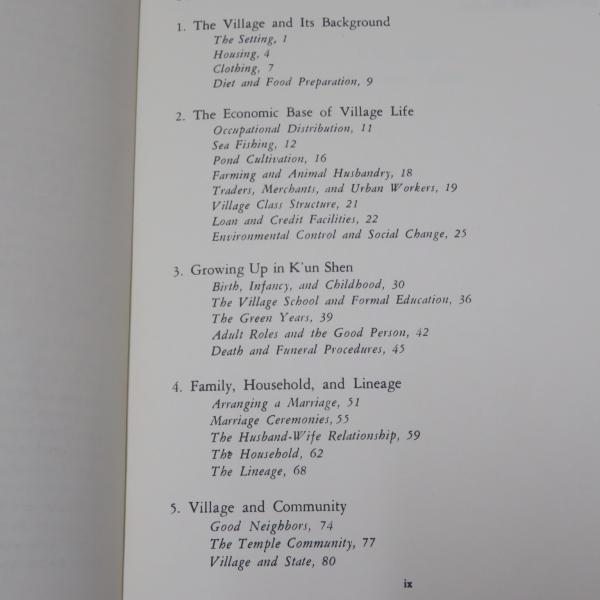 1. The Village and Its Background
The Setting, 1
Housing, 4
Clothing, 7
Diet and Food Preparation, 9
2. The Economic Base of Village Life
Occupational Distribution, 11
Sea Fishing, 12
Pond Cultivation, 16
Farming and Animal Husbandry, 18
Traders, Merchants, and Urban Workers, 19
Village Class Structure, 21
Loan and Credit Facilities, 22
Environmental Control and Social Change, 25
3. Growing Up in K'un Shen
Birth, Infancy, and Childhood, 30
The Village School and Formal Education, 36
The Green Years, 39
Adult Roles and the Good Person, 42
Death and Funeral Procedures, 45
4. Family, Household, and Lineage
Arranging a Marriage, 51
Marriage Ceremonies, 55
The Husband-Wife Relationship, 59
The Household, 62
The Lineage, 68
5. Village and Community
Good Neighbors, 74
The Temple Community, 77
Village and State, 80
ix